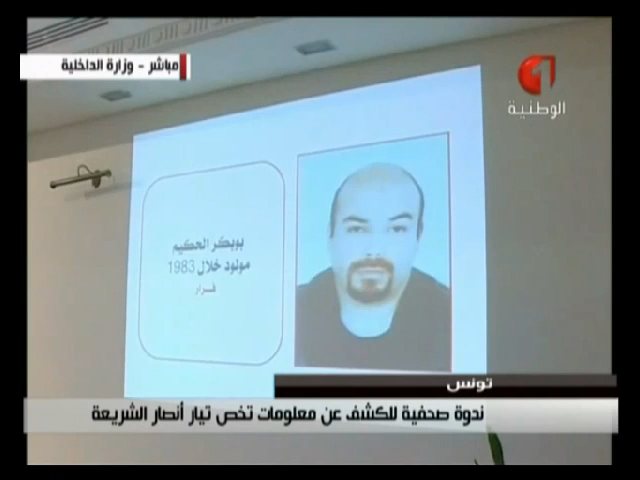 مباشر - وزارة الداخلية
1
الوطنية
بوبكر الحكيم
مولود خلال 1983
فرار
تونس
ندوة صحفية للكشف عن معلومات تخص تيار أنصار الشريعة